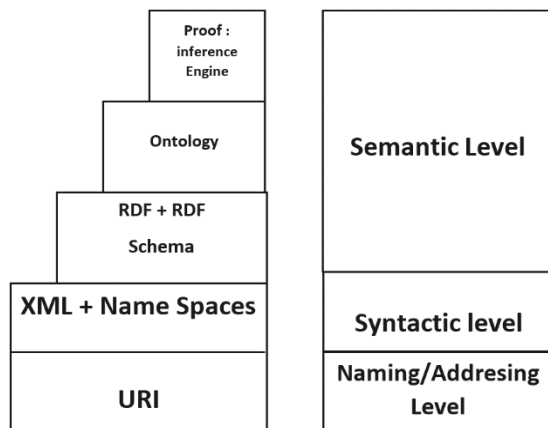 Proof :
inference
Engine
Ontology
Semantic Level
RDF + RDF
Schema
XML + Name Spaces
Syntactic level
URI
Naming/Addresing
Level